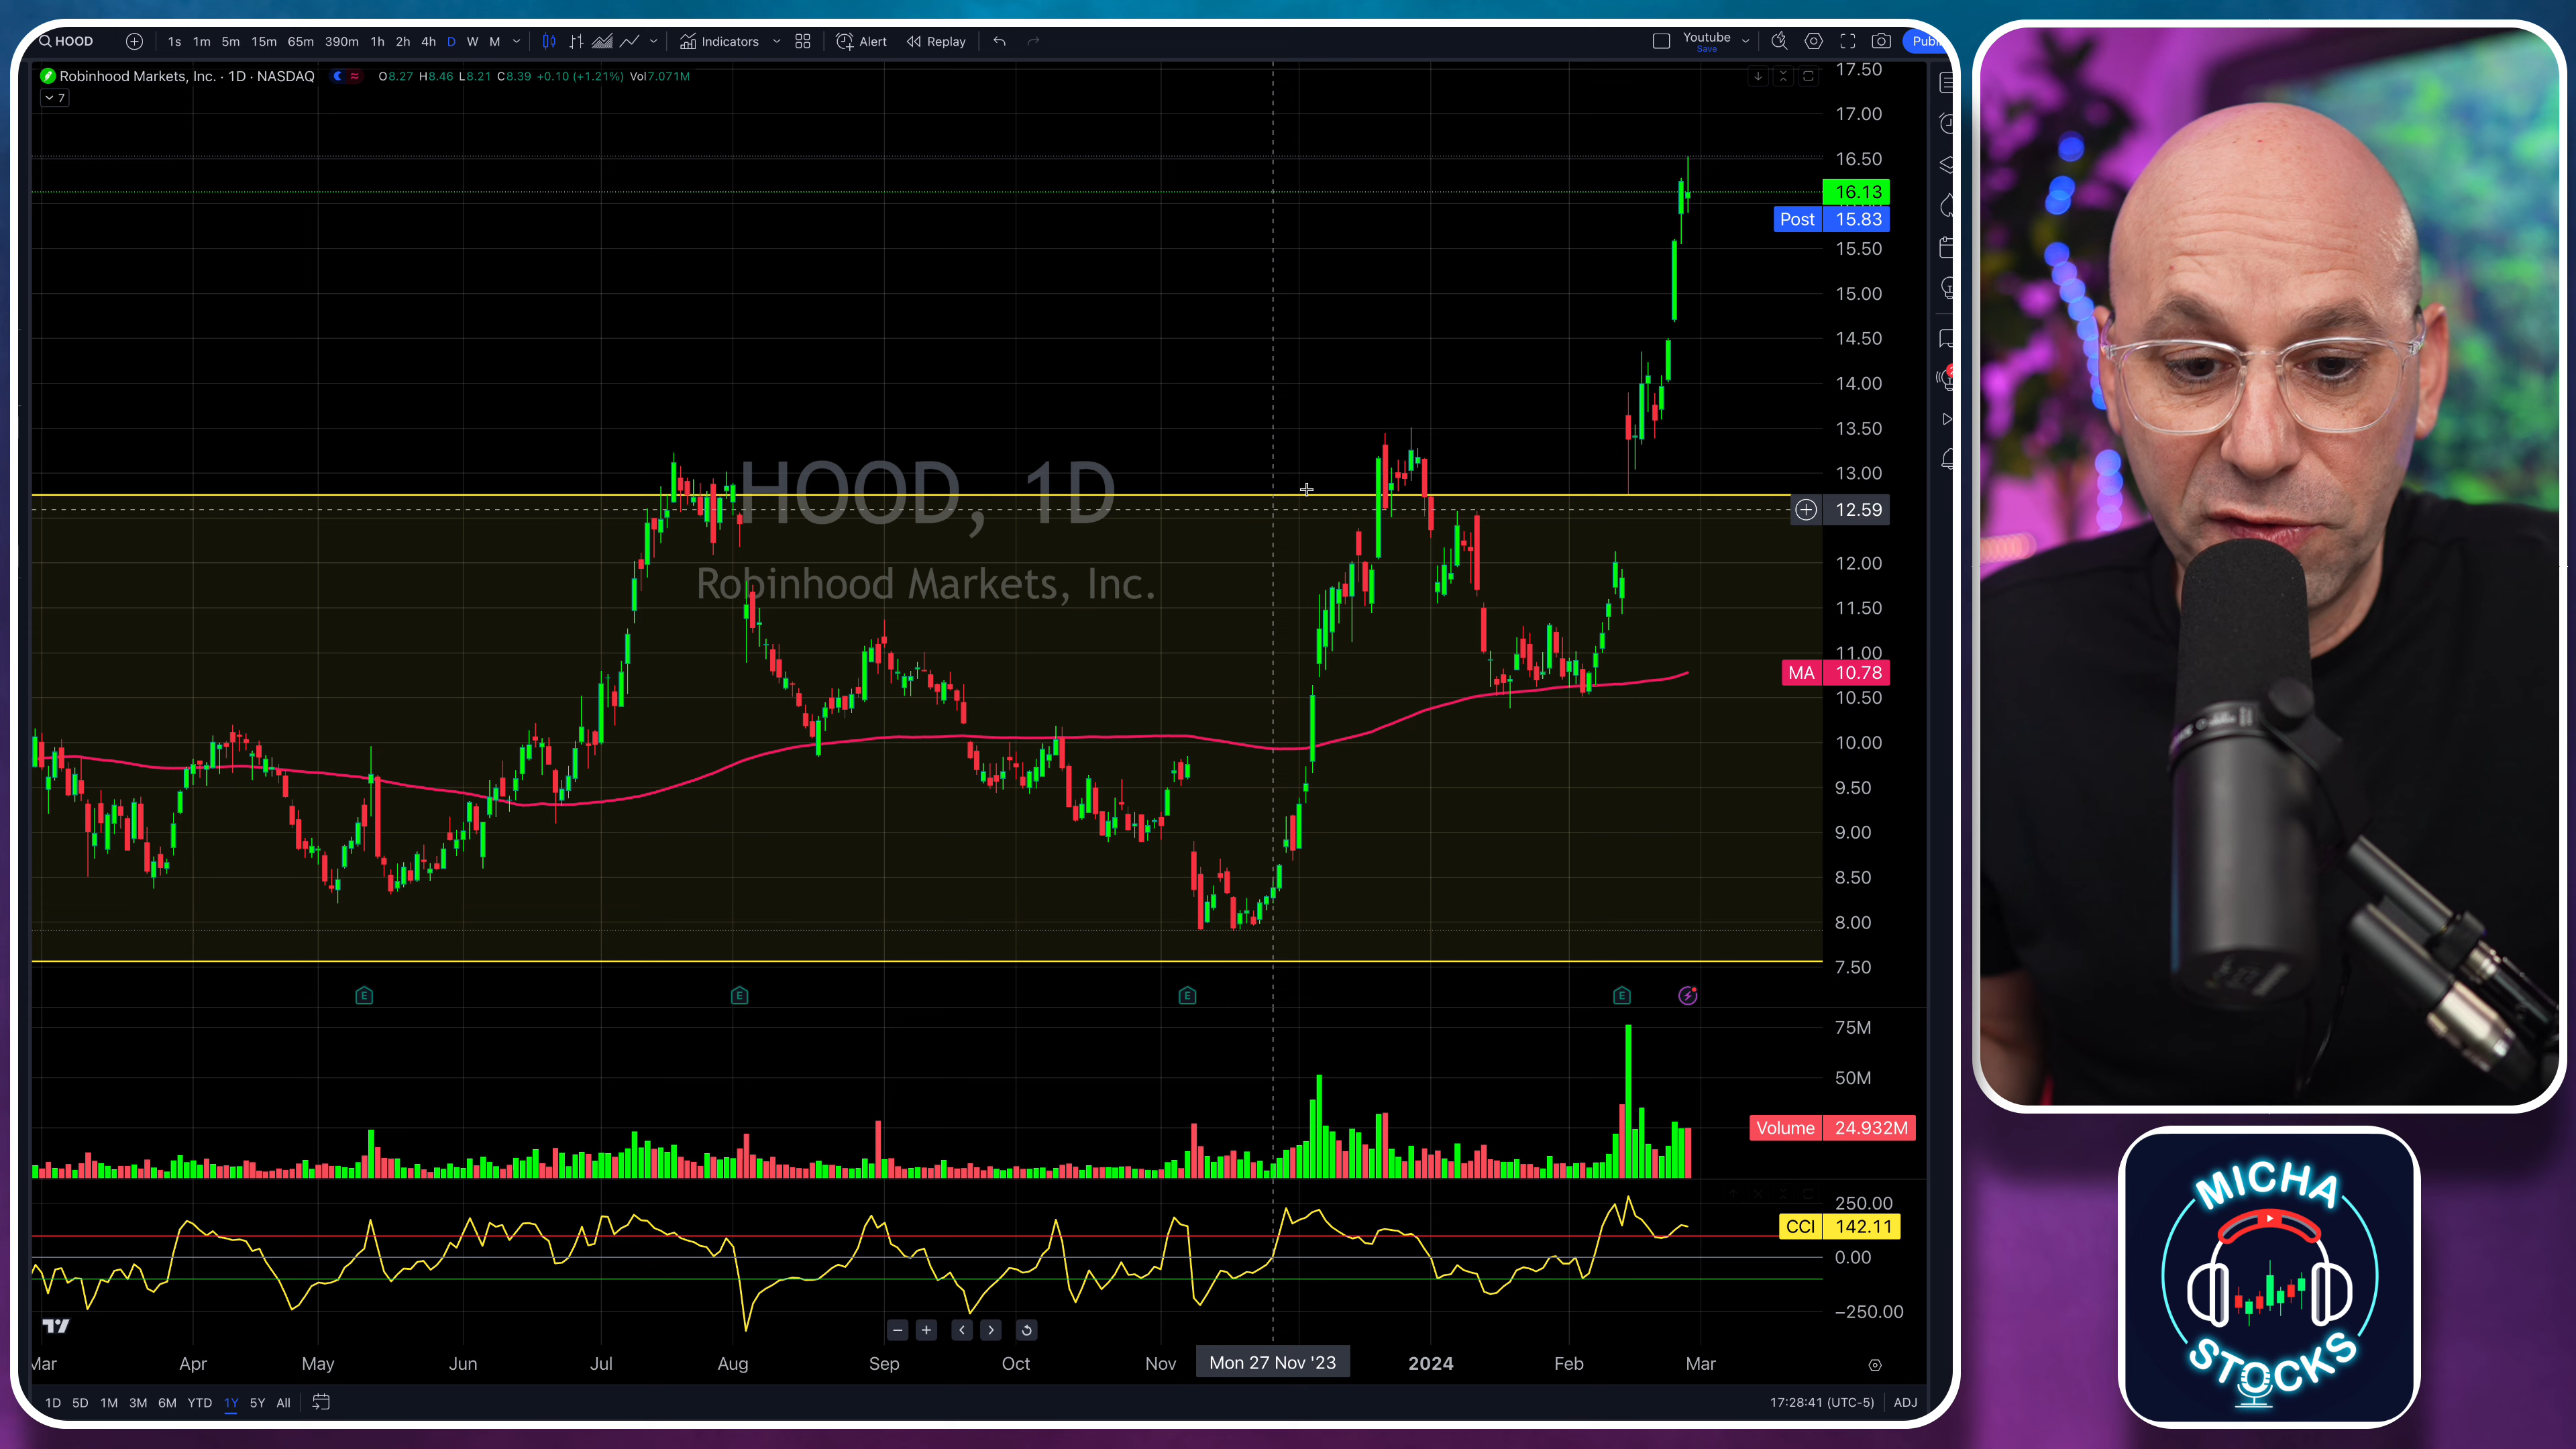 HOOD 1s 1m 5m 15m 65m 390m 1h 2h 4h D W M Indicators Alert Replay Youtube
Save
Robinhood Markets, Inc. · 1D · NASDAQ O8.27 H8.46 L8.21 C8.39 +0.10 (+1.21%) Vol7.071M
7
17.50
17.00
16.50
16.13
Post 15.83
15.50
15.00
14.50
14.00
13.50
13.00
12.59
12.00
11.50
11.00
MA 10.78
10.50
10.00
9.50
9.00
8.50
8.00
7.50
HOOD, 1D
Robinhood Markets, Inc.
E E E E
75M
50M
Volume 24.932M
250.00
CCI 142.11
0.00
−250.00
Mar Apr May Jun Jul Aug Sep Oct Nov Mon 27 Nov '23 2024 Feb Mar
1D 5D 1M 3M 6M YTD 1Y 5Y All 17:28:41 (UTC-5) ADJ
MICHA
STOCKS